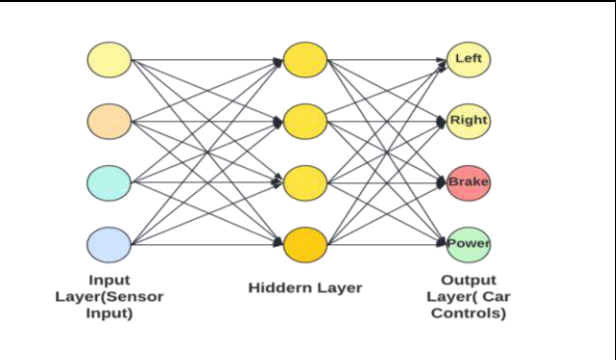 Left
Right
Brake
Power
Input
Layer(Sensor
Input)
Hiddern Layer
Output
Layer( Car
Controls)